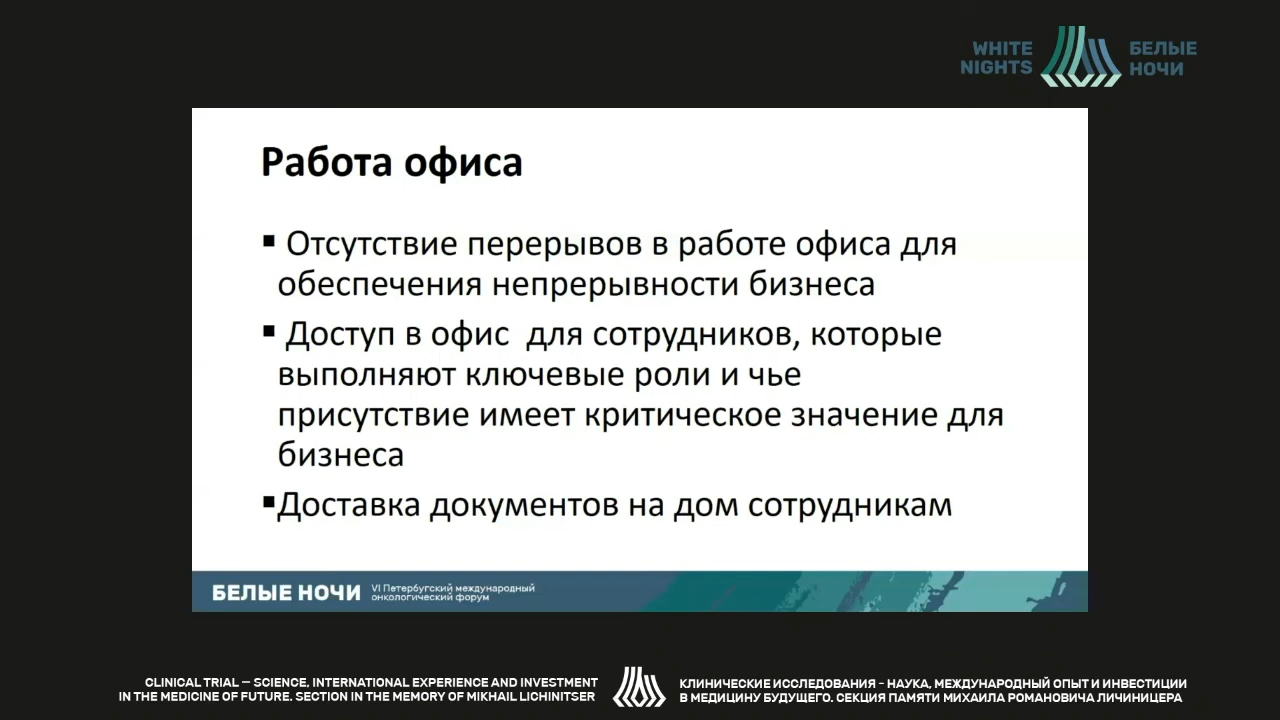 WHITE
NIGHTS
БЕЛЫЕ
НОЧИ
Работа офиса
▪ Отсутствие перерывов в работе офиса для
обеспечения непрерывности бизнеса
▪ Доступ в офис для сотрудников, которые
выполняют ключевые роли и чье
присутствие имеет критическое значение для
бизнеса
▪Доставка документов на дом сотрудникам
БЕЛЫЕ НОЧИ
VI Петербугский международный
онкологический форум
CLINICAL TRIAL – SCIENCE, INTERNATIONAL EXPERIENCE AND INVESTMENT
IN THE MEDICINE OF FUTURE. SECTION IN THE MEMORY OF MIKHAIL LICHINITSER
КЛИНИЧЕСКИЕ ИССЛЕДОВАНИЯ - НАУКА, МЕЖДУНАРОДНЫЙ ОПЫТ И ИНВЕСТИЦИИ
В МЕДИЦИНУ БУДУЩЕГО. СЕКЦИЯ ПАМЯТИ МИХАИЛА РОМАНОВИЧА ЛИЧИНИЦЕРА